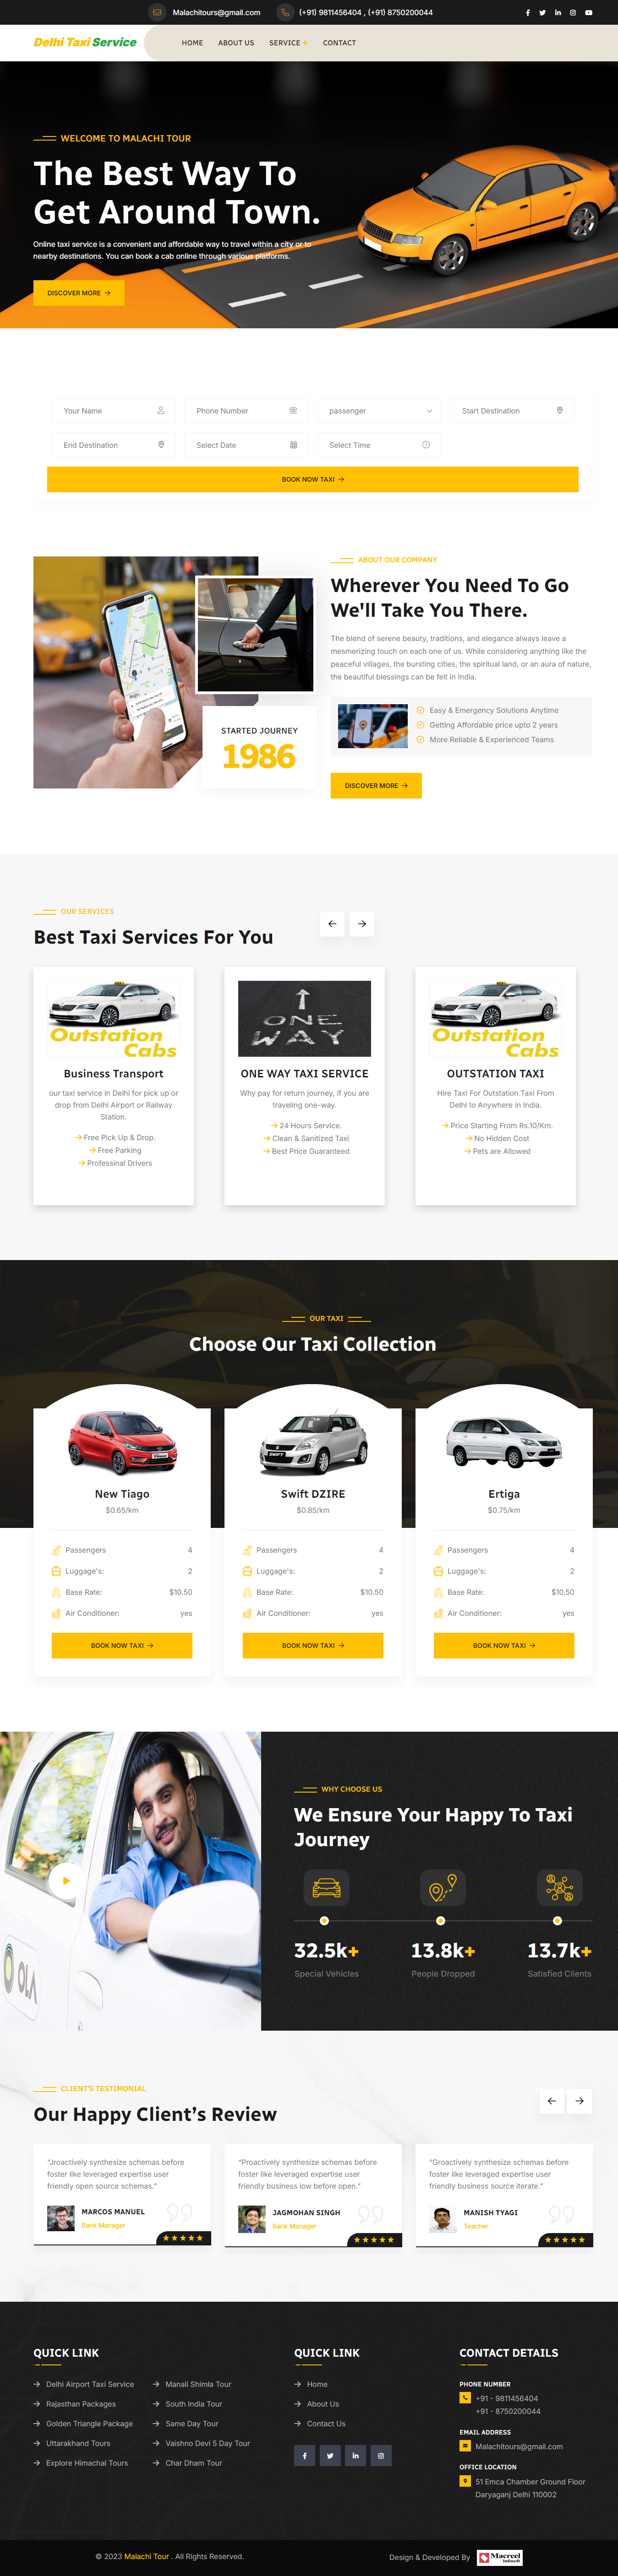 Malachitours@gmail.com
(+91) 9811456404 , (+91) 8750200044
Delhi Taxi Service
HOME
ABOUT US
SERVICE +
CONTACT
WELCOME TO MALACHI TOUR
The Best Way To
Get Around Town.
Online taxi service is a convenient and affordable way to travel within a city or to
nearby destinations. You can book a cab online through various platforms.
DISCOVER MORE →
Your Name
Phone Number
passenger
Start Destination
End Destination
Select Date
Select Time
BOOK NOW TAXI →
STARTED JOURNEY
1986
ABOUT OUR COMPANY
Wherever You Need To Go
We'll Take You There.
The blend of serene beauty, traditions, and elegance always leave a
mesmerizing touch on each one of us. While considering anything like the
peaceful villages, the bursting cities, the spiritual land, or an aura of nature,
the beautiful blessings can be felt in India.
Easy & Emergency Solutions Anytime
Getting Affordable price upto 2 years
More Reliable & Experienced Teams
DISCOVER MORE →
OUR SERVICES
Best Taxi Services For You
Outstation
Cabs
Business Transport
our taxi service in Delhi for pick up or
drop from Delhi Airport or Railway
Station.
→ Free Pick Up & Drop.
→ Free Parking
→ Professinal Drivers
ONE
WAY
ONE WAY TAXI SERVICE
Why pay for return journey, if you are
traveling one-way.
→ 24 Hours Service.
→ Clean & Sanitized Taxi
→ Best Price Guaranteed
Outstation
Cabs
OUTSTATION TAXI
Hire Taxi For Outstation Taxi From
Delhi to Anywhere in India.
→ Price Starting From Rs.10/Km.
→ No Hidden Cost
→ Pets are Allowed
OUR TAXI
Choose Our Taxi Collection
New Tiago
$0.65/km
Passengers 4
Luggage's: 2
Base Rate: $10.50
Air Conditioner: yes
BOOK NOW TAXI →
Swift DZIRE
$0.85/km
Passengers 4
Luggage's: 2
Base Rate: $10.50
Air Conditioner: yes
BOOK NOW TAXI →
Ertiga
$0.75/km
Passengers 4
Luggage's: 2
Base Rate: $10.50
Air Conditioner: yes
BOOK NOW TAXI →
OLA
WHY CHOOSE US
We Ensure Your Happy To Taxi
Journey
32.5k+
Special Vehicles
13.8k+
People Dropped
13.7k+
Satisfied Clients
CLIENT'S TESTIMONIAL
Our Happy Client's Review
"Jroactively synthesize schemas before
foster like leveraged expertise user
friendly open source schemas."
MARCOS MANUEL
Bank Manager
"Proactively synthesize schemas before
foster like leveraged expertise user
friendly business low before open."
JAGMOHAN SINGH
Bank Manager
"Groactively synthesize schemas before
foster like leveraged expertise user
friendly business source iterate."
MANISH TYAGI
Teacher
QUICK LINK
Delhi Airport Taxi Service
Rajasthan Packages
Golden Triangle Package
Uttarakhand Tours
Explore Himachal Tours
Manali Shimla Tour
South India Tour
Same Day Tour
Vaishno Devi 5 Day Tour
Char Dham Tour
QUICK LINK
Home
About Us
Contact Us
CONTACT DETAILS
PHONE NUMBER
+91 - 9811456404
+91 - 8750200044
EMAIL ADDRESS
Malachitours@gmail.com
OFFICE LOCATION
51 Emca Chamber Ground Floor
Daryaganj Delhi 110002
© 2023 Malachi Tour . All Rights Reserved.
Design & Developed By
Macreel
Infosoft